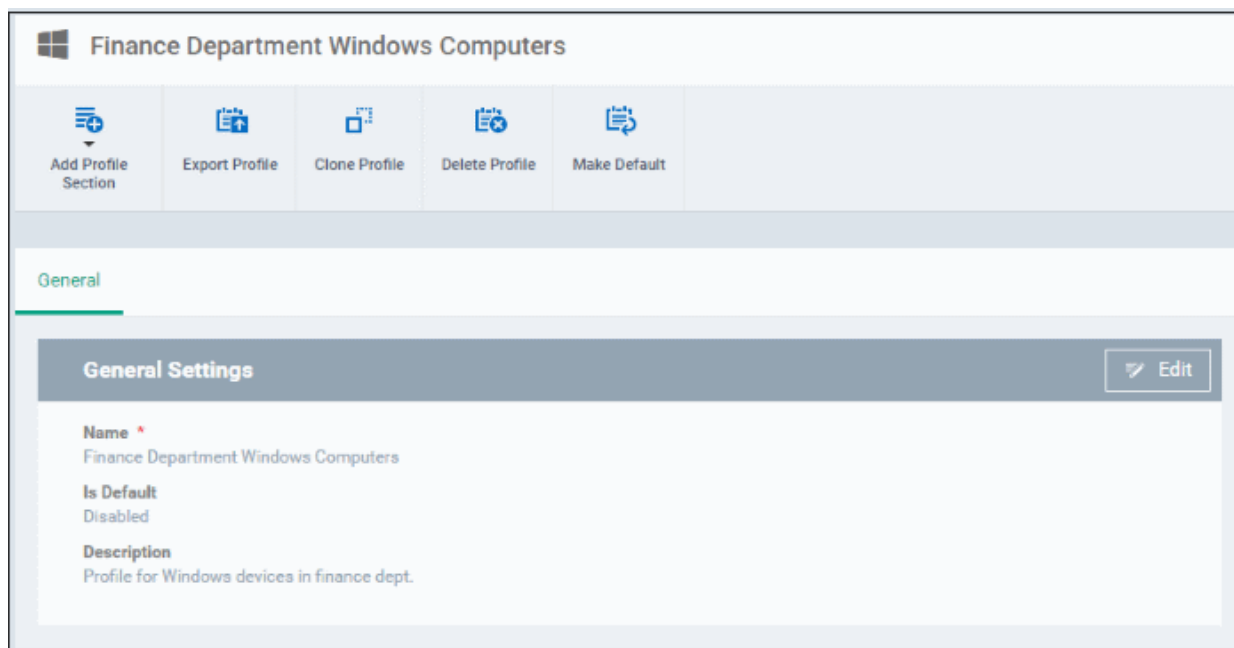 Finance Department Windows Computers
Add Profile
Section
Export Profile
Clone Profile
Delete Profile
Make Default
General
General Settings
Edit
Name *
Finance Department Windows Computers
Is Default
Disabled
Description
Profile for Windows devices in finance dept.